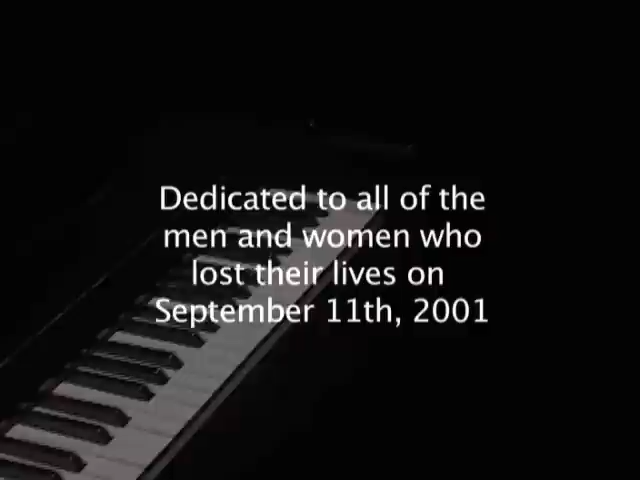 Dedicated to all of the
men and women who
lost their lives on
September 11th, 2001